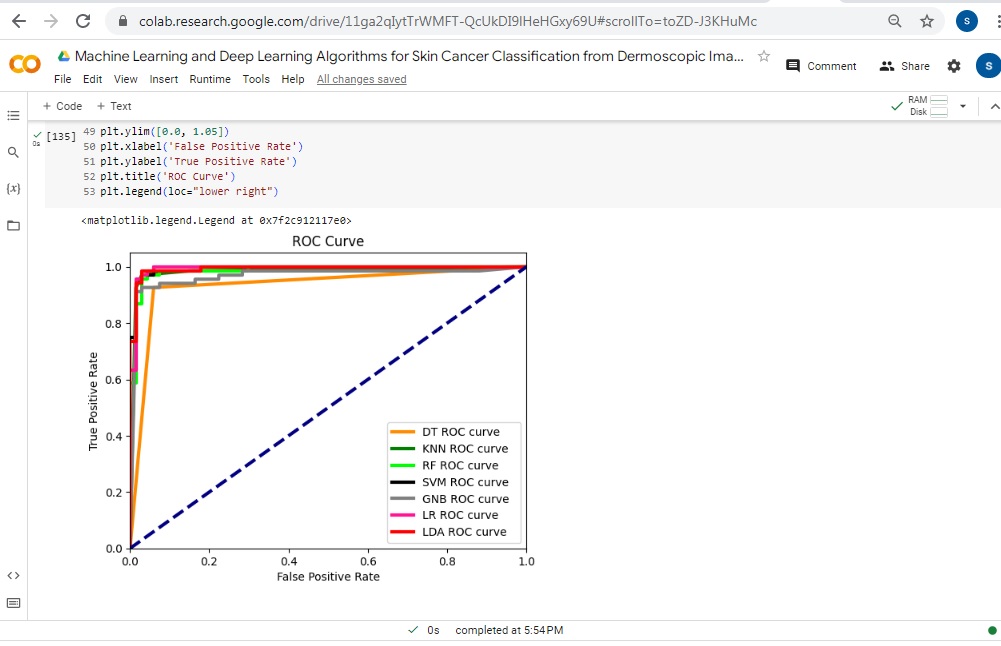 colab.research.google.com/drive/11ga2qIytTrWMFT-QcUkDI9lHeHGxy69U#scrollTo=toZD-J3KHuMc
S
Machine Learning and Deep Learning Algorithms for Skin Cancer Classification from Dermoscopic Ima...
File Edit View Insert Runtime Tools Help All changes saved
Comment Share S
+ Code + Text
RAM
Disk
0s
[135]
49 plt.ylim([0.0, 1.05])
50 plt.xlabel('False Positive Rate')
51 plt.ylabel('True Positive Rate')
52 plt.title('ROC Curve')
53 plt.legend(loc="lower right")
{x}
<matplotlib.legend.Legend at 0x7f2c912117e0>
ROC Curve
1.0
0.8
0.6
0.4
0.2
0.0
True Positive Rate
DT ROC curve
KNN ROC curve
RF ROC curve
SVM ROC curve
GNB ROC curve
LR ROC curve
LDA ROC curve
0.0 0.2 0.4 0.6 0.8 1.0
False Positive Rate
0s completed at 5:54 PM